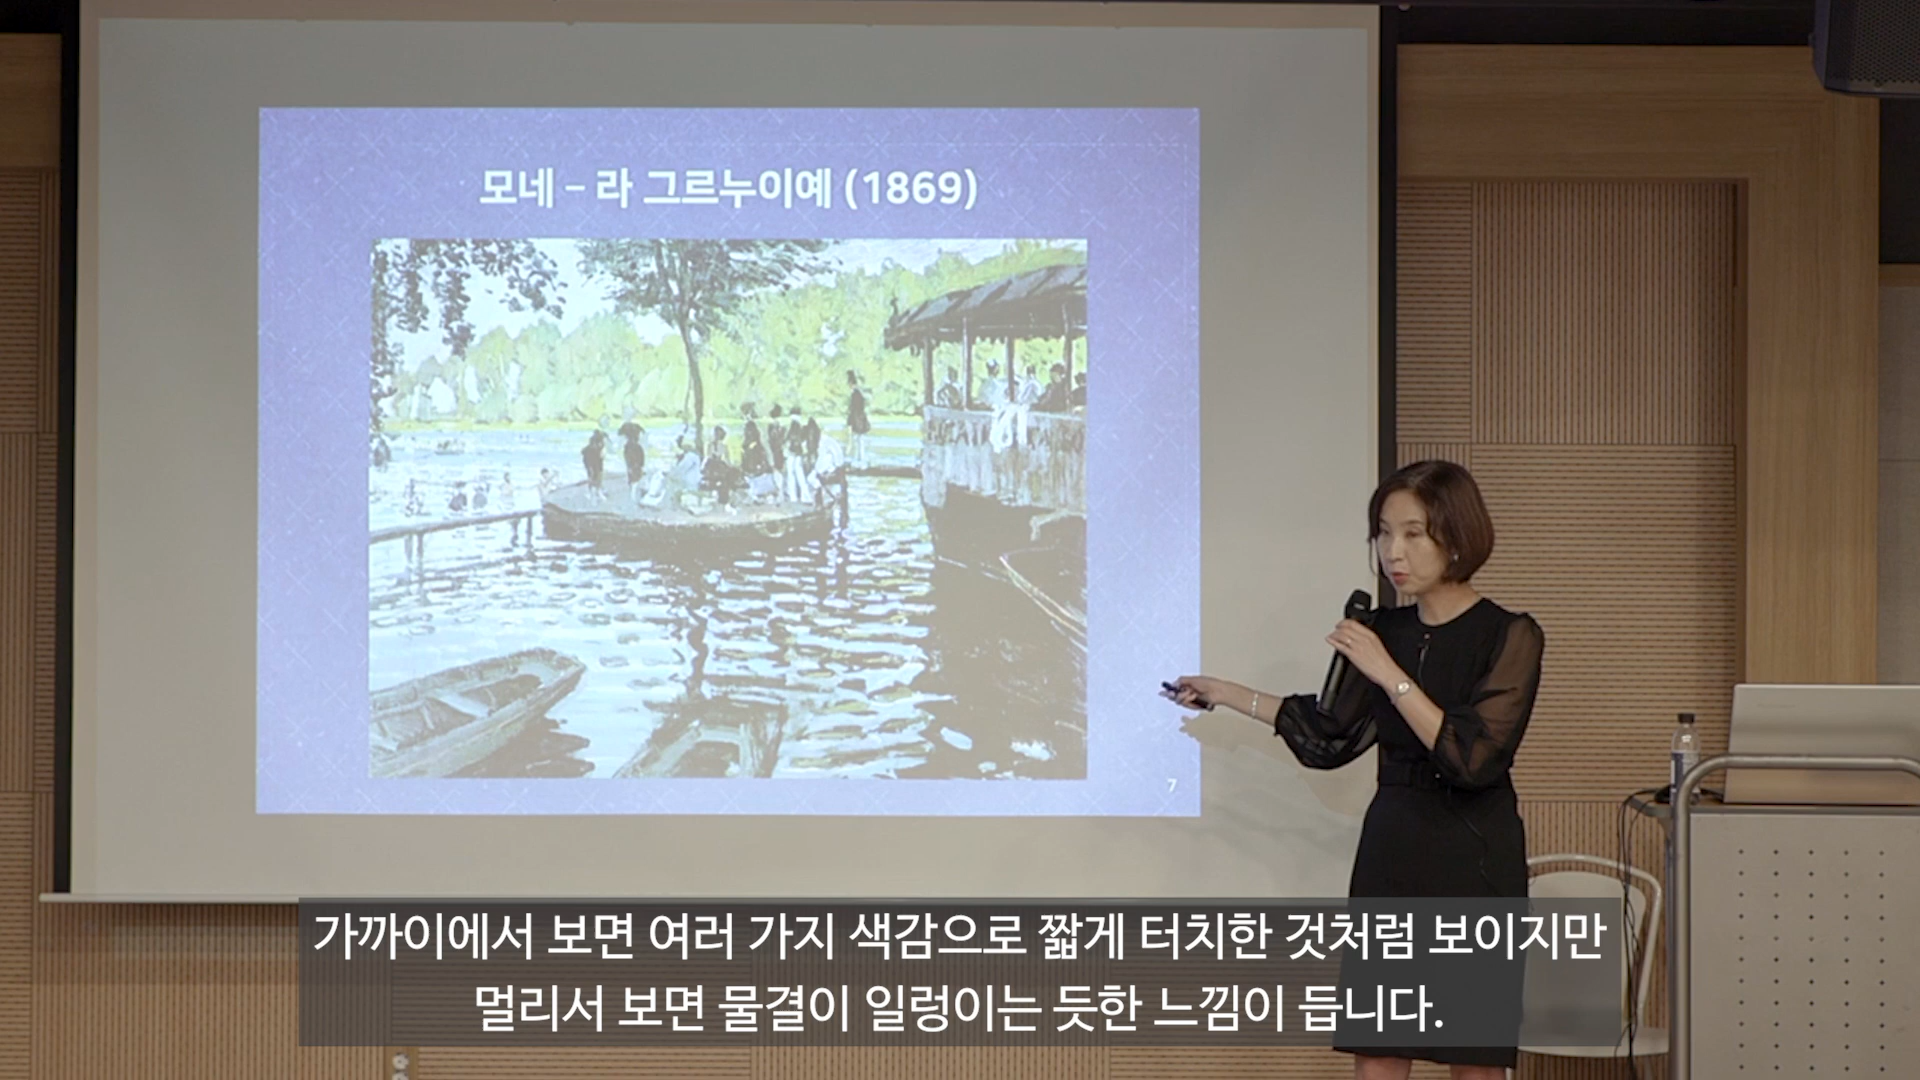 모네 – 라 그르누이예 (1869)
7
가까이에서 보면 여러 가지 색감으로 짧게 터치한 것처럼 보이지만
멀리서 보면 물결이 일렁이는 듯한 느낌이 듭니다.